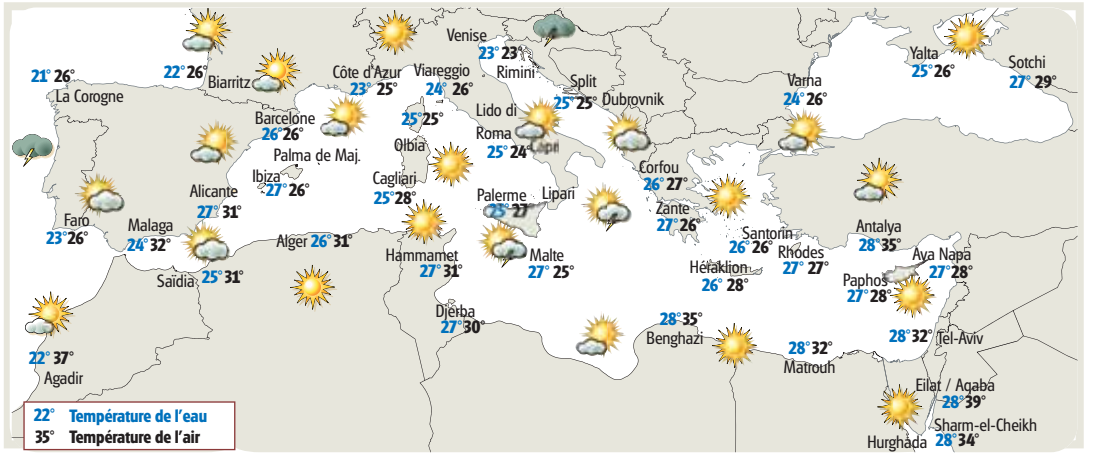 Venise
23° 23°
Rimini
Yalta
25° 26°
Sotchi
27° 29°
21° 26°
La Corogne
22° 26°
Biarritz
Côte d'Azur
23° 25°
Viareggio
24° 26°
Split
25° 25°
Dubrovnik
Varna
24° 26°
Barcelone
26° 26°
25° 25°
Olbia
Lido di
Roma
25° 24°
Capri
Palma de Maj.
Ibiza
27° 26°
Cagliari
25° 28°
Corfou
26° 27°
Alicante
27° 31°
Palerme
25° 27°
Lipari
Zante
27° 26°
Faro
23° 26°
Malaga
24° 32°
Alger 26° 31°
Santorin
26° 26°
Antalya
28° 35°
Saïdia
25° 31°
Hammamet
27° 31°
Malte
27° 25°
Héraklion
26° 28°
Rhodes
27° 27°
Aya Napa
27° 28°
Paphos
27° 28°
Djerba
27° 30°
28° 35°
Benghazi
28° 32°
Matrouh
28° 32°
Tel-Aviv
22° 37°
Agadir
Eilat / Aqaba
28° 39°
Sharm-el-Cheikh
28° 34°
Hurghada
22° Température de l'eau
35° Température de l'air